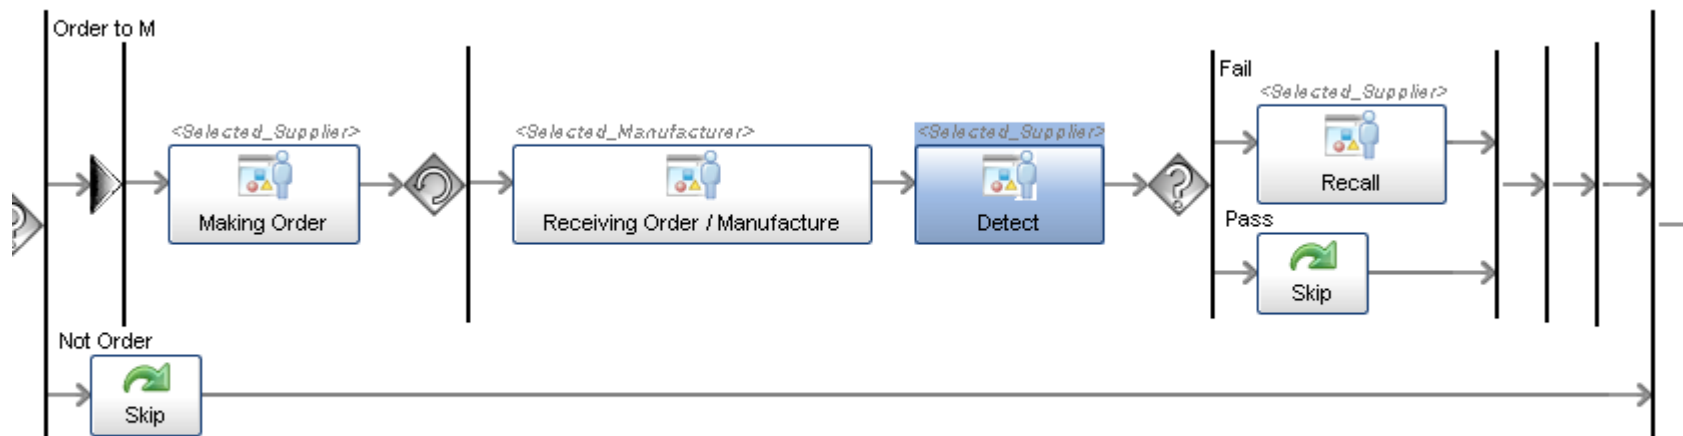 Order to M
Fail
<Selected_Supplier>
<Selected_Supplier>
<Selected_Manufacturer>
<Selected_Supplier>
Recall
Making Order
Receiving Order / Manufacture
Detect
Pass
Skip
Not Order
Skip